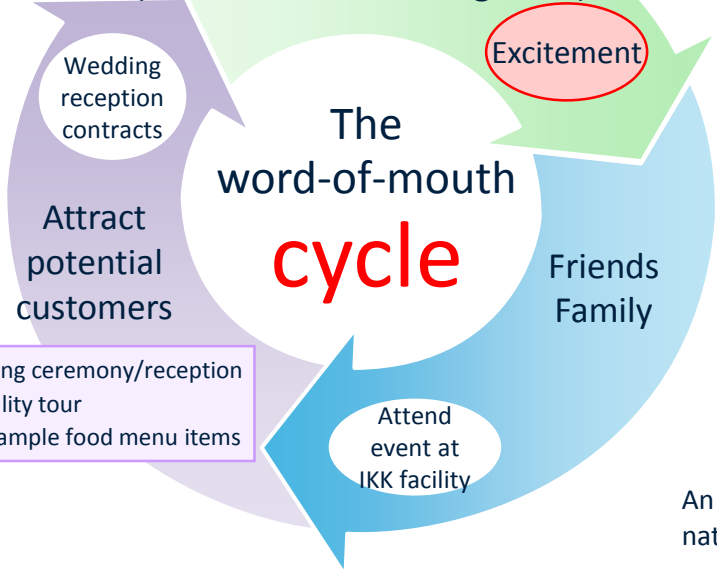 Excitement
Wedding
reception
contracts
The
word-of-mouth
cycle
Attract
potential
customers
Friends
Family
ng ceremony/reception
lity tour
ample food menu items
Attend
event at
IKK facility
An
nat